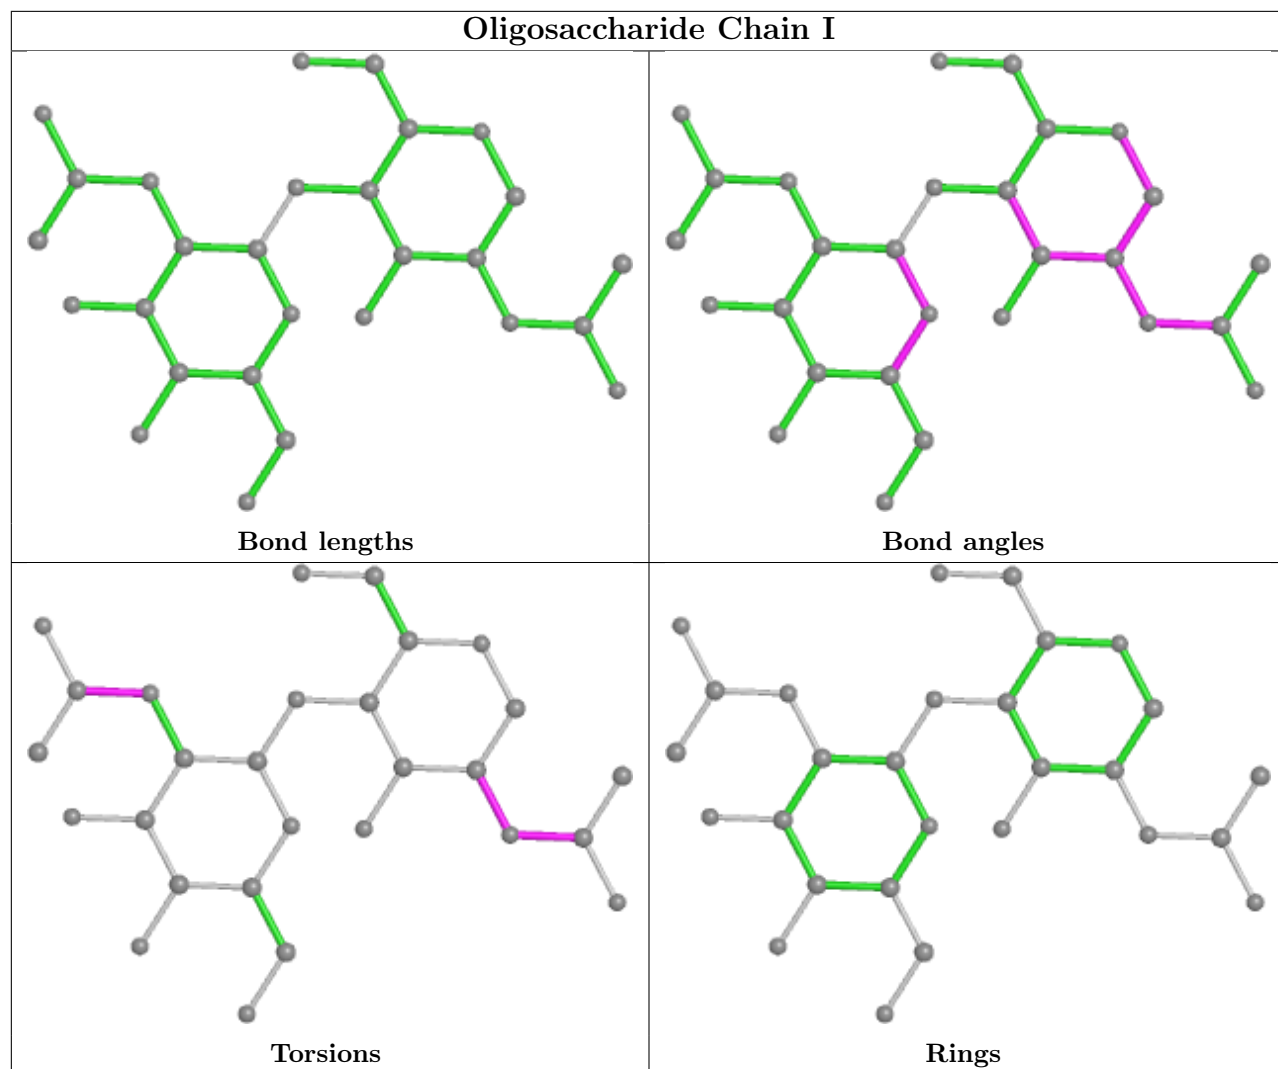 Oligosaccharide Chain I
Bond lengths
Bond angles
Torsions
Rings